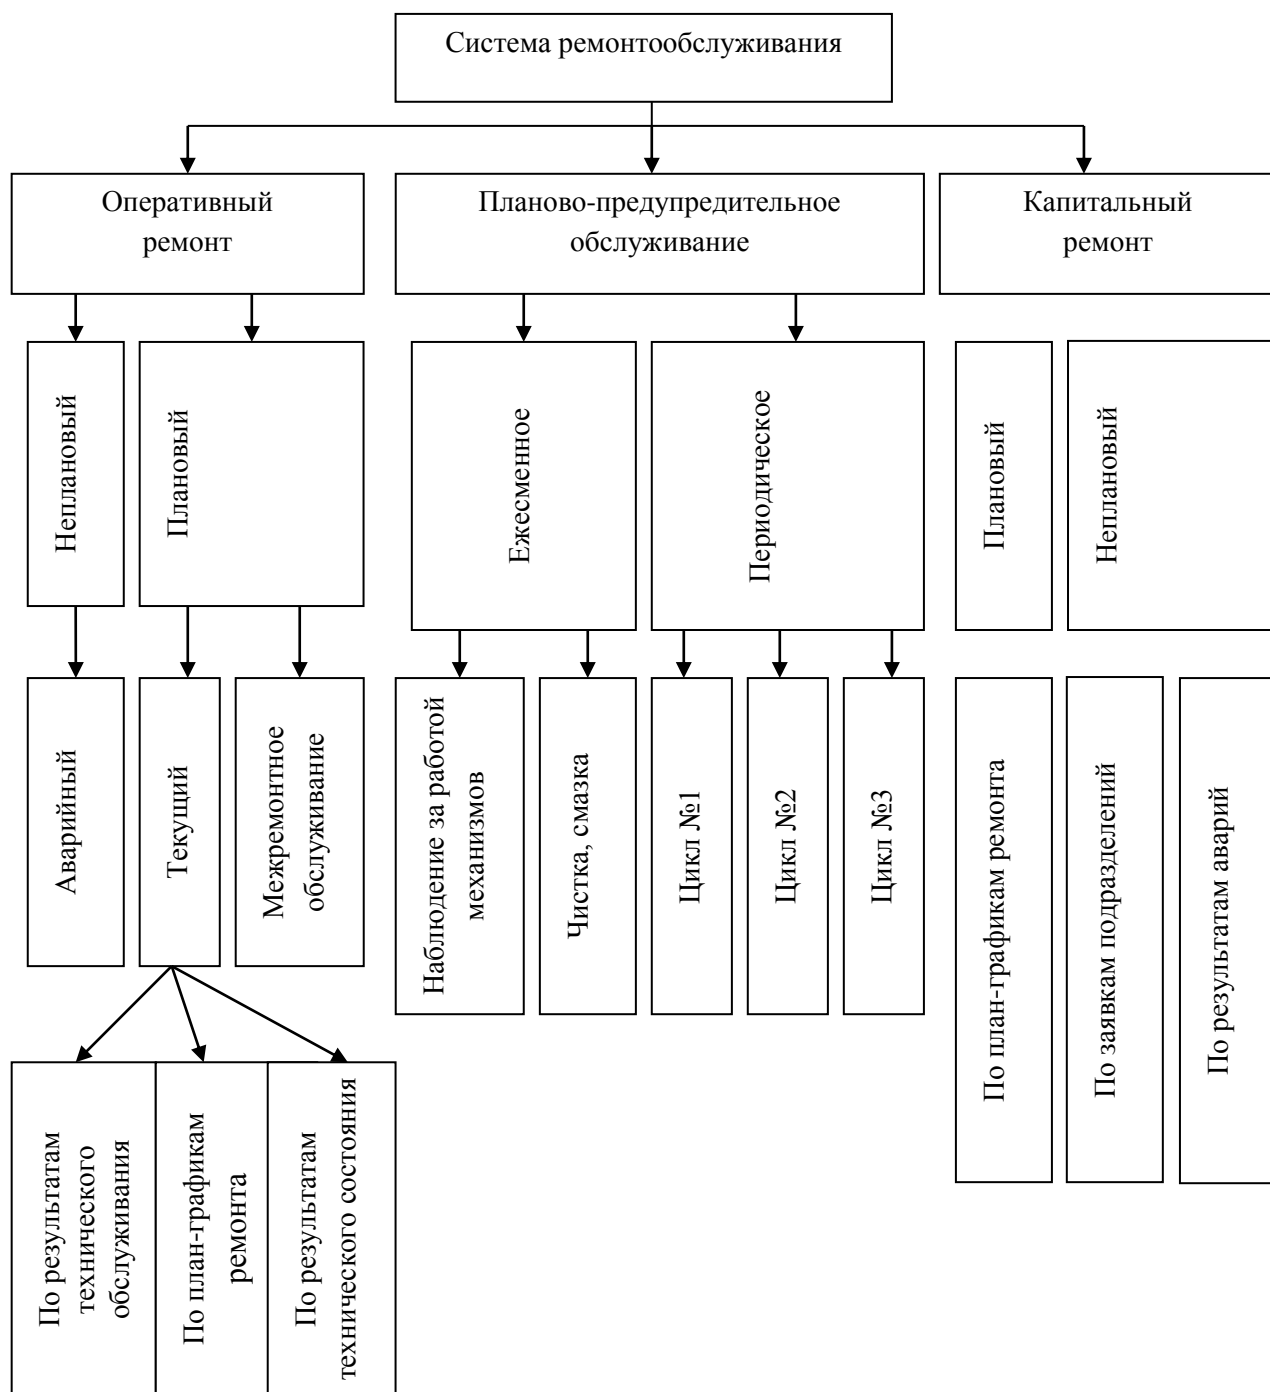 Система ремонтообслуживания
Оперативный
ремонт
Планово-предупредительное
обслуживание
Капитальный
ремонт
Неплановый
Плановый
Ежесменное
Периодическое
Плановый
Неплановый
Аварийный
Текущий
Межремонтное
обслуживание
Наблюдение за работой
механизмов
Чистка, смазка
Цикл №1
Цикл №2
Цикл №3
По план-графикам ремонта
По заявкам подразделений
По результатам аварий
По результатам
технического
обслуживания
По план-графикам
ремонта
По результатам
технического состояния